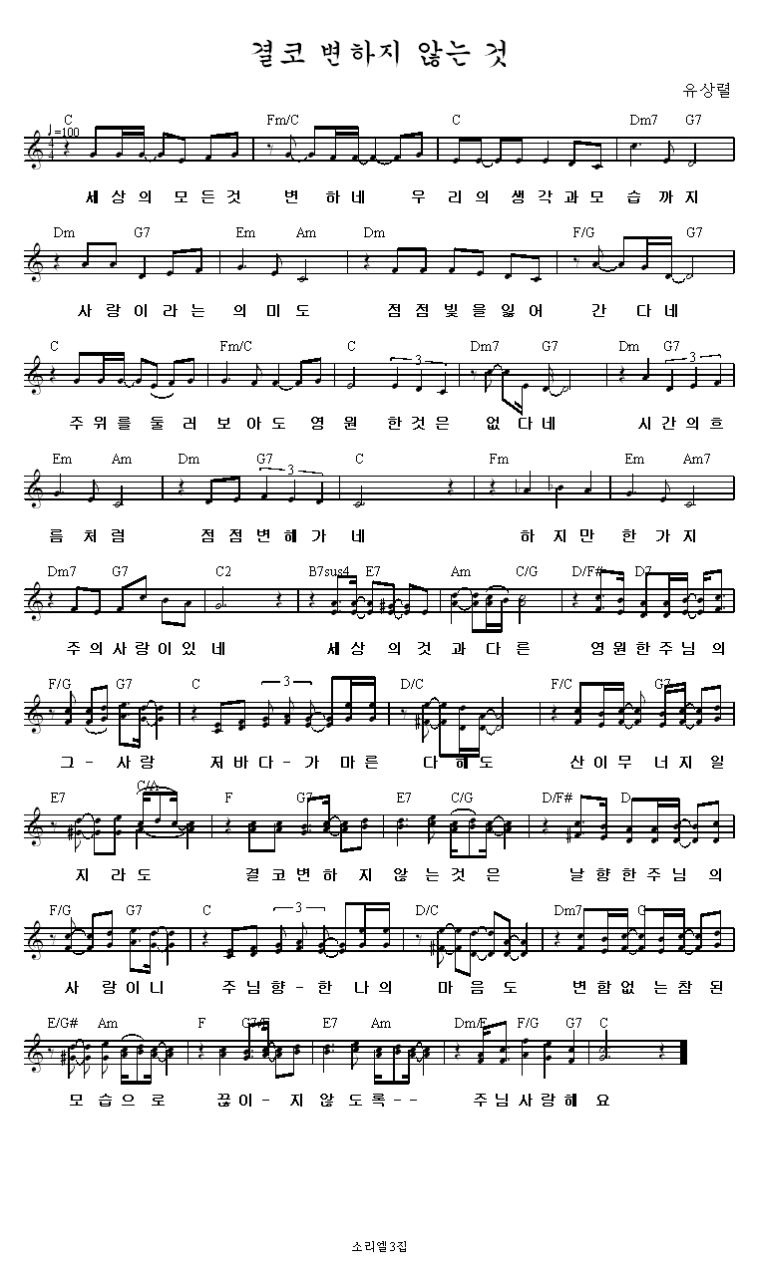 결코 변하지 않는 것
유상렬
C Fm/C C Dm7 G7
♩=100
4/4
세상의모든것 변하네 우리의생각과모습까지
Dm G7 Em Am Dm F/G G7
사랑이라는 의미도 점점빛을잃어 간다네
C Fm/C C Dm7 G7 Dm G7
3 3
주위를둘러보아도 영원한것은 없다네 시간의흐
Em Am Dm G7 C Fm Em Am7
3
름처럼 점점변해가네 하지만한가지
Dm7 G7 C2 B7sus4 E7 Am C/G D/F# D7
주의사랑이있네 세상의것과다른 영원한주님의
F/G G7 C D/C F/C G7
3
그-사랑 저바다-가마른다해도 산이무너지일
E7 C/A F G7 E7 C/G D/F# D
지라도 결코변하지않는것은 날향한주님의
F/G G7 C D/C Dm7 G
3
사랑이니 주님향-한나의마음도 변함없는참된
E/G# Am F G7/F E7 Am Dm/F F/G G7 C
모습으로 끊이-지않도록-- 주님사랑해요
소리엘3집